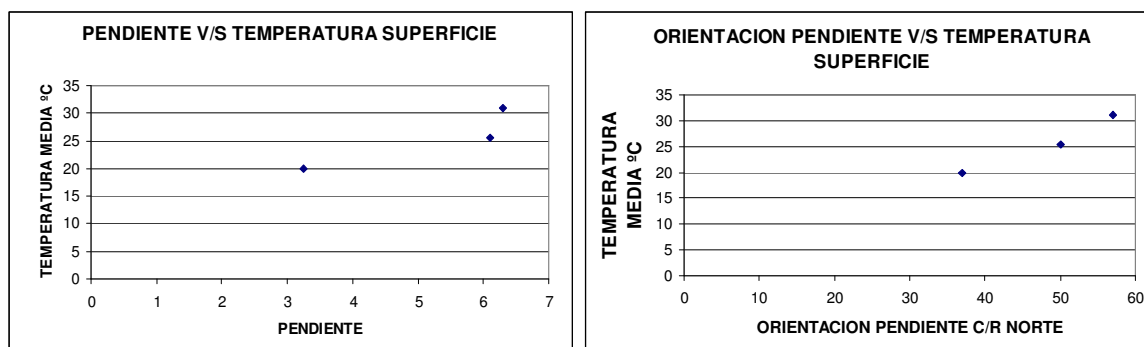 PENDIENTE V/S TEMPERATURA SUPERFICIE
TEMPERATURA MEDIA ºC
35
30
25
20
15
10
5
0
0 1 2 3 4 5 6 7
PENDIENTE
ORIENTACION PENDIENTE V/S TEMPERATURA
SUPERFICIE
TEMPERATURA
MEDIA ºC
35
30
25
20
15
10
5
0
0 10 20 30 40 50 60
ORIENTACION PENDIENTE C/R NORTE